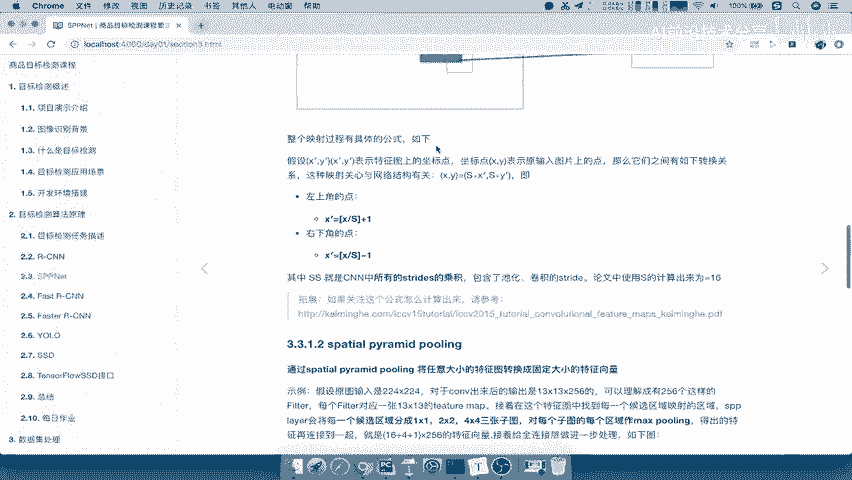 Chrome 文件 修改 视图 历史记录 书签 其他人 电动窗 帮助
100%
SPPNet | 商品目标检测课程
localhost:4000/day01/section3.html
商品目标检测课程
1. 目标检测概述
1.1. 项目演示介绍
1.2. 图像识别背景
1.3. 什么是目标检测
1.4. 目标检测应用场景
1.5. 开发环境搭建
2. 目标检测算法原理
2.1. 目标检测任务描述
2.2. R-CNN
2.3. SPPNet
2.4. Fast R-CNN
2.5. Faster R-CNN
2.6. YOLO
2.7. SSD
2.8. TensorFlowSSD接口
2.9. 总结
2.10. 每日作业
3. 数据集处理
整个映射过程有具体的公式，如下
假设(x′,y′)(x′,y′)表示特征图上的坐标点，坐标点(x,y)表示原输入图片上的点，那么它们之间有如下转换关
系，这种映射关心与网络结构有关：(x,y)=(S∗x′,S∗y′)，即
左上角的点：
x′=[x/S]+1
右下角的点：
x′=[x/S]−1
其中 SS 就是CNN中所有的strides的乘积，包含了池化、卷积的stride。论文中使用S的计算出来为=16
拓展：如果关注这个公式怎么计算出来，请参考：
http://kaiminghe.com/iccv15tutorial/iccv2015_tutorial_convolutional_feature_maps_kaiminghe.pdf
3.3.1.2 spatial pyramid pooling
通过spatial pyramid pooling 将任意大小的特征图转换成固定大小的特征向量
示例：假设原图输入是224x224，对于conv出来后的输出是13x13x256的，可以理解成有256个这样的
Filter，每个Filter对应一张13x13的feature map。接着在这个特征图中找到每一个候选区域映射的区域，spp
layer会将每一个候选区域分成1x1，2x2，4x4三张子图，对每个子图的每个区域作max pooling，得出的特
征再连接到一起，就是(16+4+1)x256的特征向量,接着给全连接层做进一步处理，如下图：